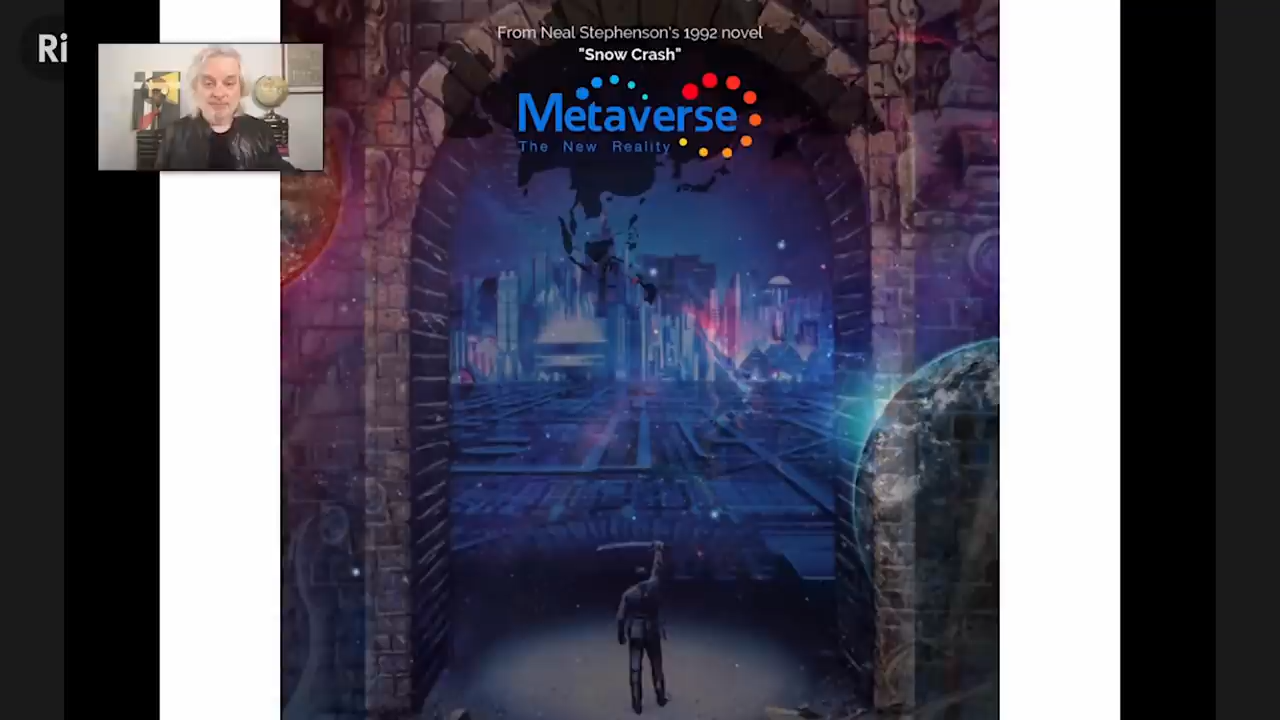 Ri
From Neal Stephenson's 1992 novel
"Snow Crash"
Metaverse
The New Reality